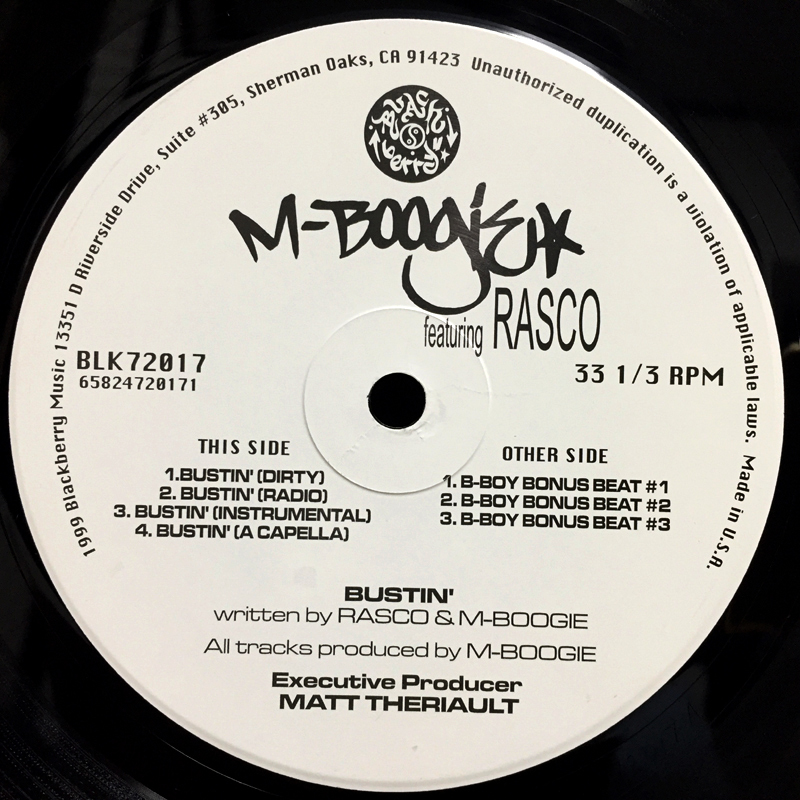 1999 Blackberry Music 13351 D Riverside Drive, Suite #305, Sherman Oaks, CA 91423 Unauthorized duplication is a violation of applicable laws. Made in U.S.A.
BLACK
berry
M-BOOGIE
featuring RASCO
BLK72017
65824720171
33 1/3 RPM
THIS SIDE
1.BUSTIN' (DIRTY)
2. BUSTIN' (RADIO)
3. BUSTIN' (INSTRUMENTAL)
4. BUSTIN' (A CAPELLA)
OTHER SIDE
1. B-BOY BONUS BEAT #1
2. B-BOY BONUS BEAT #2
3. B-BOY BONUS BEAT #3
BUSTIN'
written by RASCO & M-BOOGIE
All tracks produced by M-BOOGIE
Executive Producer
MATT THERIAULT